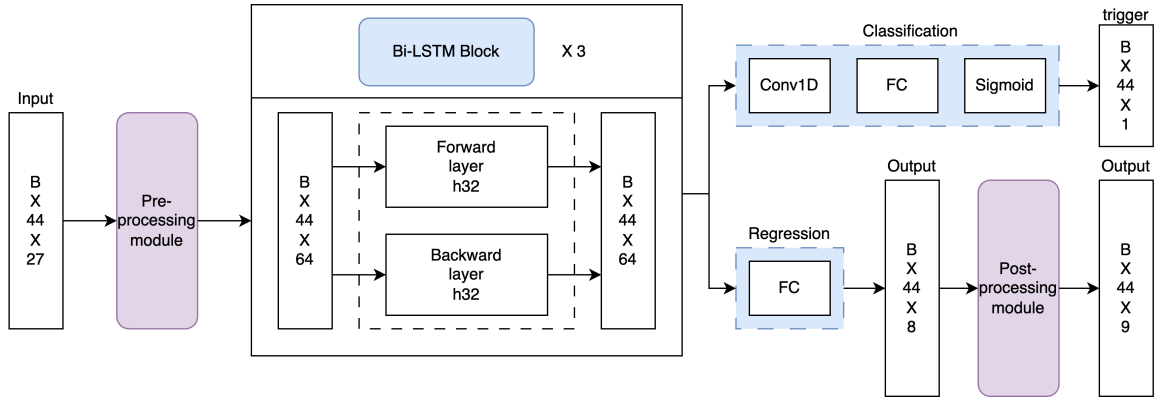 Input
B
X
44
X
27
Pre-
processing
module
Bi-LSTM Block
X 3
B
X
44
X
64
Forward
layer
h32
Backward
layer
h32
B
X
44
X
64
Classification
Conv1D
FC
Sigmoid
trigger
B
X
44
X
1
Regression
FC
Output
B
X
44
X
8
Post-
processing
module
Output
B
X
44
X
9